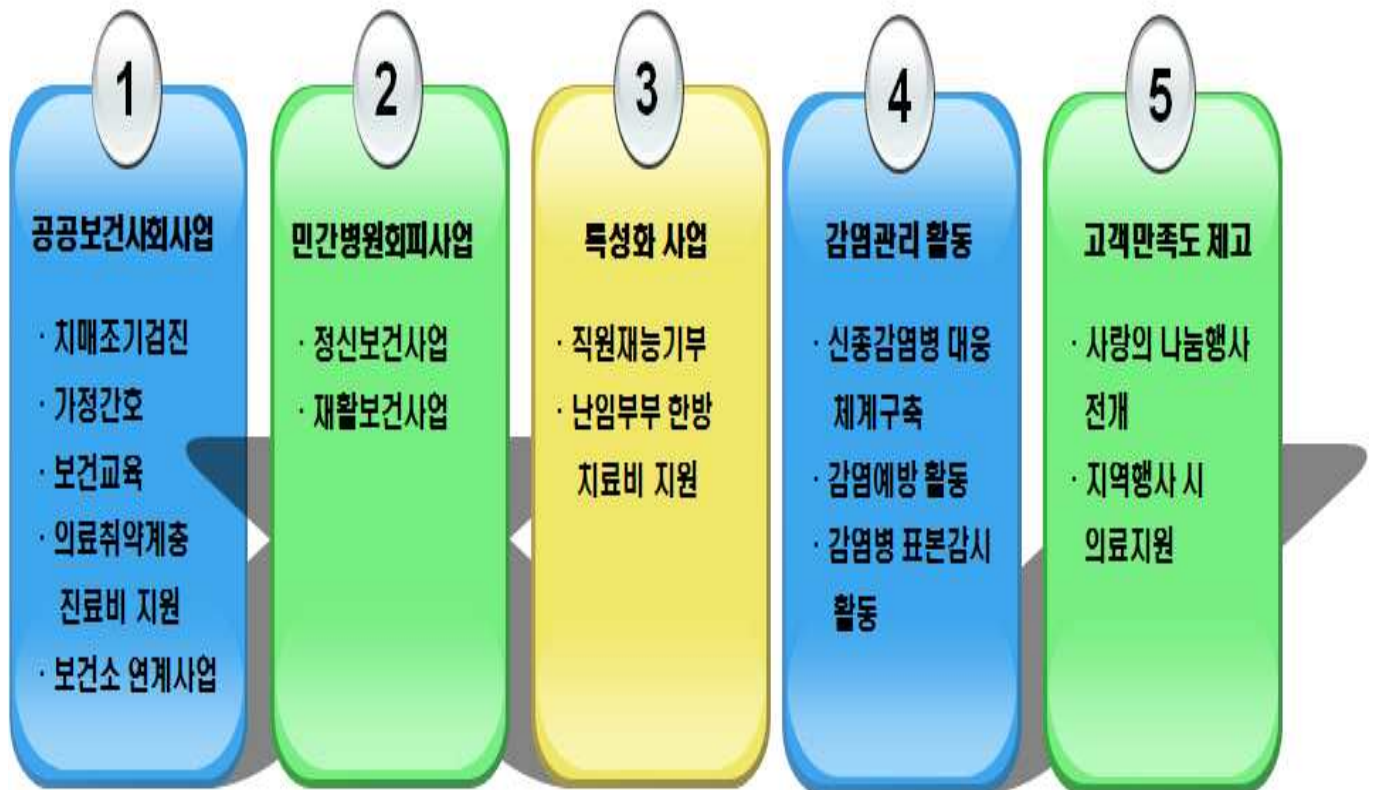 1
공공보건사회사업
· 치매조기검진
· 가정간호
· 보건교육
· 의료취약계층
진료비 지원
· 보건소 연계사업
2
민간병원회피사업
· 정신보건사업
· 재활보건사업
3
특성화 사업
· 직원재능기부
· 난임부부 한방
치료비 지원
4
감염관리 활동
· 신종감염병 대응
체계구축
· 감염예방 활동
· 감염병 표본감시
활동
5
고객만족도 제고
· 사랑의 나눔행사
전개
· 지역행사 시
의료지원